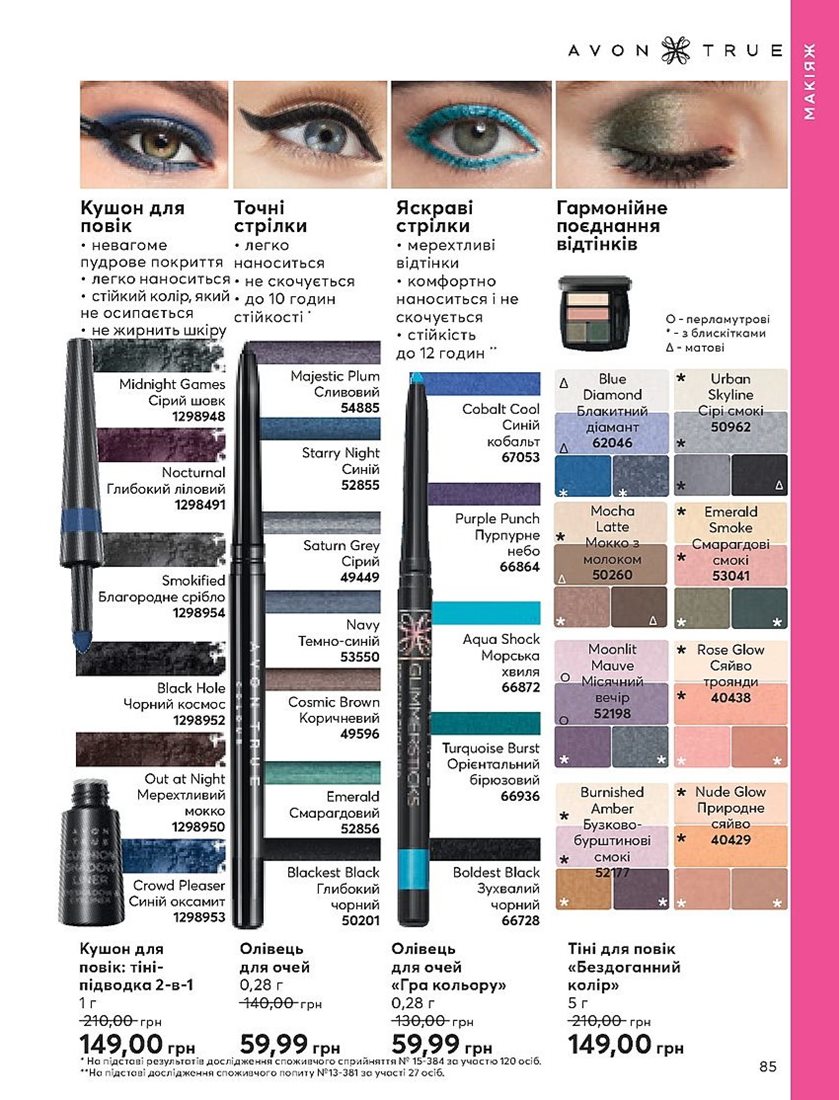 AVON TRUE
МАКІЯЖ
Кушон для
повік
• невагоме
пудрове покриття
• легко наноситься
• стійкий колір, який
не осипається
• не жирнить шкіру
Точні
стрілки
• легко
наноситься
• не скочується
• до 10 годин
стійкості *
Яскраві
стрілки
• мерехтливі
відтінки
• комфортно
наноситься і не
скочується
• стійкість
до 12 годин **
Гармонійне
поєднання
відтінків
О - перламутрові
* - з блискітками
Δ - матові
Midnight Games
Сірий шовк
1298948
Nocturnal
Глибокий ліловий
1298491
Smokified
Благородне срібло
1298954
Black Hole
Чорний космос
1298952
Out at Night
Мерехтливий
мокко
1298950
Crowd Pleaser
Синій оксамит
1298953
AVON
TRUE
CUSHION
SHADOW
LINER
EYESHADOW &
EYELINER
Majestic Plum
Сливовий
54885
Starry Night
Синій
52855
Saturn Grey
Сірий
49449
Navy
Темно-синій
53550
Cosmic Brown
Коричневий
49596
Emerald
Смарагдовий
52856
Blackest Black
Глибокий
чорний
50201
AVON TRUE
COLOUR
Cobalt Cool
Синій
кобальт
67053
Purple Punch
Пурпурне
небо
66864
Aqua Shock
Морська
хвиля
66872
Turquoise Burst
Орієнтальний
бірюзовий
66936
Boldest Black
Зухвалий
чорний
66728
GLIMMERSTICKS
Blue
Diamond
Блакитний
діамант
62046
Urban
Skyline
Сірі смокі
50962
Mocha
Latte
Мокко з
молоком
50260
Emerald
Smoke
Смарагдові
смокі
53041
Moonlit
Mauve
Місячний
вечір
52198
Rose Glow
Сяйво
троянди
40438
Burnished
Amber
Бузково-
бурштинові
смокі
52177
Nude Glow
Природне
сяйво
40429
Кушон для
повік: тіні-
підводка 2-в-1
1 г
210,00 грн
149,00 грн
Олівець
для очей
0,28 г
140,00 грн
59,99 грн
Олівець
для очей
«Гра кольору»
0,28 г
130,00 грн
59,99 грн
Тіні для повік
«Бездоганний
колір»
5 г
210,00 грн
149,00 грн
* На підставі результатів дослідження споживчого сприйняття № 15-384 за участю 120 осіб.
**На підставі дослідження споживчого попиту №13-381 за участі 27 осіб.
85